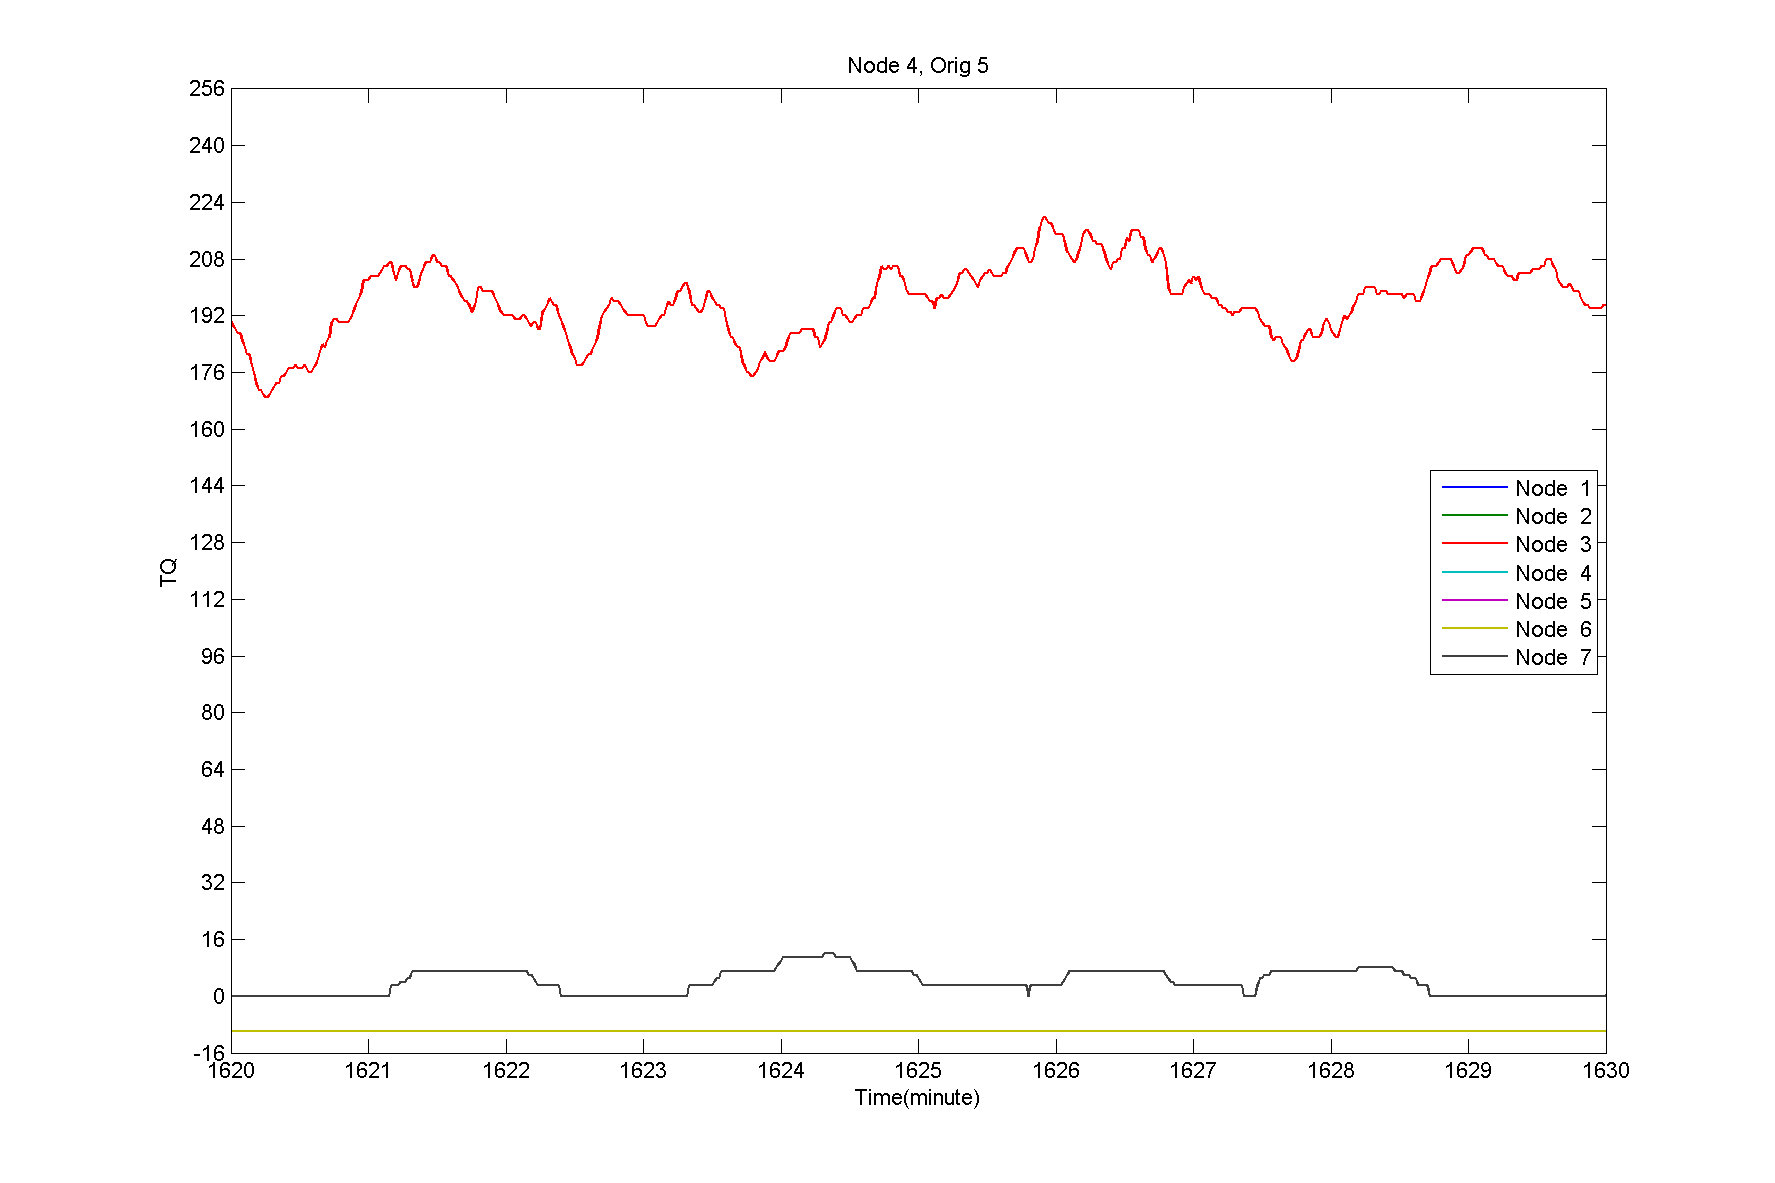 Node 4, Orig 5
256
240
224
208
192
176
160
144
128
112
96
80
64
48
32
16
0
-16
TQ
Node 1
Node 2
Node 3
Node 4
Node 5
Node 6
Node 7
1620 1621 1622 1623 1624 1625 1626 1627 1628 1629 1630
Time(minute)